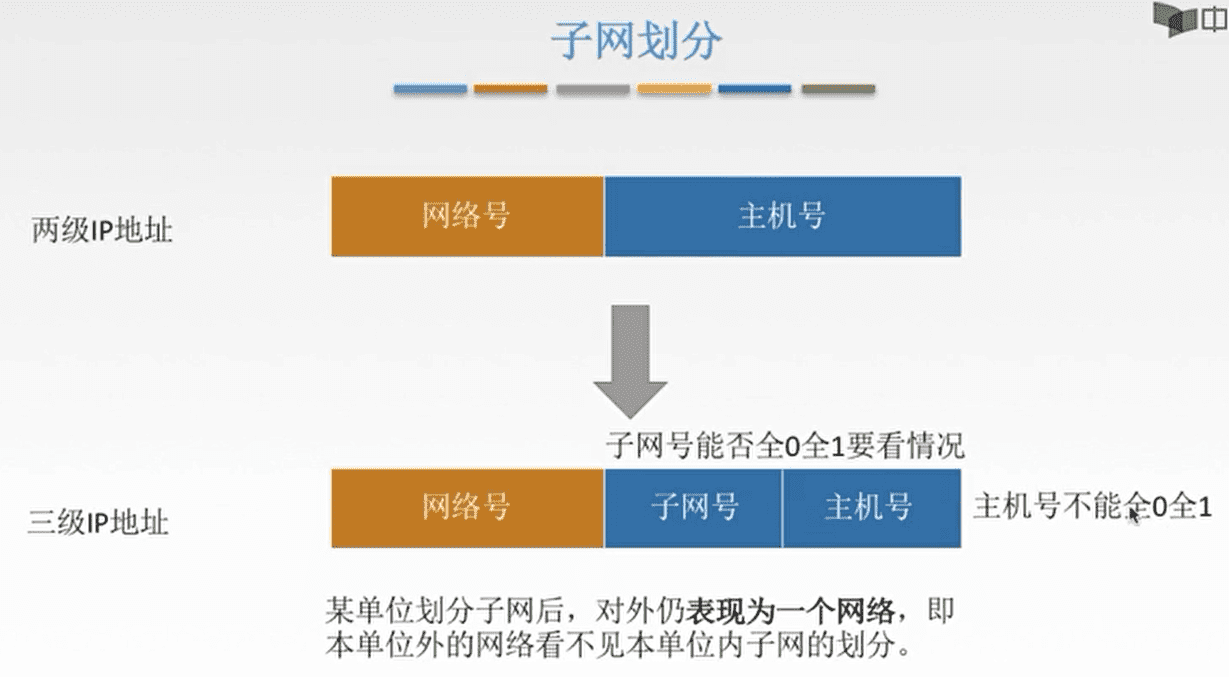 子网划分
中
两级IP地址
网络号
主机号
子网号能否全0全1要看情况
三级IP地址
网络号
子网号
主机号
主机号不能全0全1
某单位划分子网后，对外仍表现为一个网络，即
本单位外的网络看不见本单位内子网的划分。